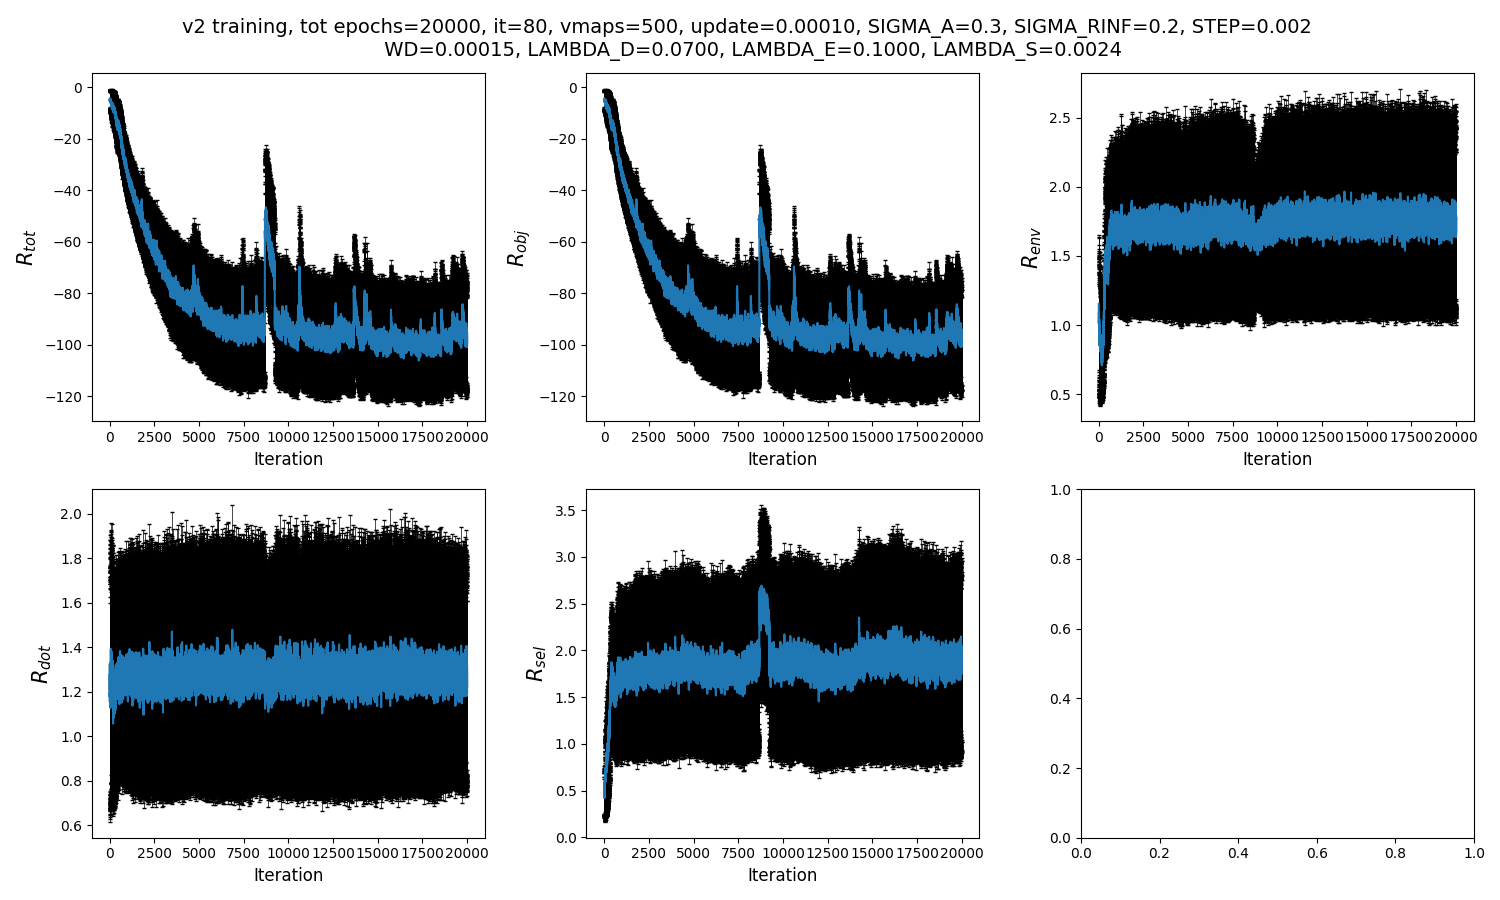 v2 training, tot epochs=20000, it=80, vmaps=500, update=0.00010, SIGMA_A=0.3, SIGMA_RINF=0.2, STEP=0.002
WD=0.00015, LAMBDA_D=0.0700, LAMBDA_E=0.1000, LAMBDA_S=0.0024
R_tot
0
−20
−40
−60
−80
−100
−120
0 2500 5000 7500 10000 12500 15000 17500 20000
Iteration
R_obj
0
−20
−40
−60
−80
−100
−120
0 2500 5000 7500 10000 12500 15000 17500 20000
Iteration
R_env
2.5
2.0
1.5
1.0
0.5
0 2500 5000 7500 10000 12500 15000 17500 20000
Iteration
R_dot
2.0
1.8
1.6
1.4
1.2
1.0
0.8
0.6
0 2500 5000 7500 10000 12500 15000 17500 20000
Iteration
R_sel
3.5
3.0
2.5
2.0
1.5
1.0
0.5
0.0
0 2500 5000 7500 10000 12500 15000 17500 20000
Iteration
1.0
0.8
0.6
0.4
0.2
0.0
0.0 0.2 0.4 0.6 0.8 1.0